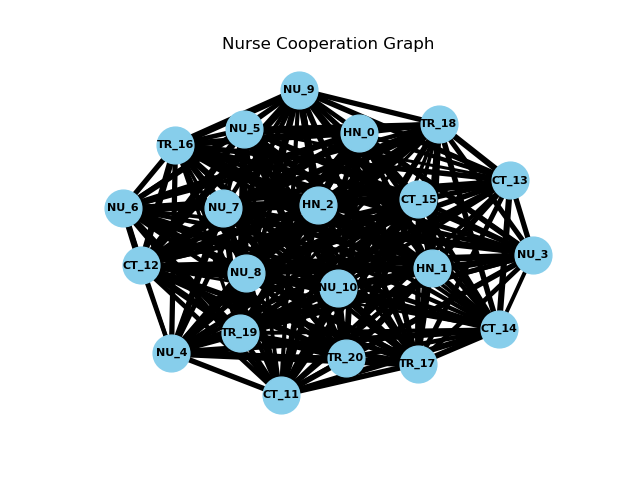 Nurse Cooperation Graph
NU_9
TR_18
NU_5
HN_0
TR_16
CT_13
CT_15
HN_2
NU_7
NU_6
NU_3
CT_12
HN_1
NU_8
NU_10
CT_14
TR_19
NU_4
TR_20
TR_17
CT_11